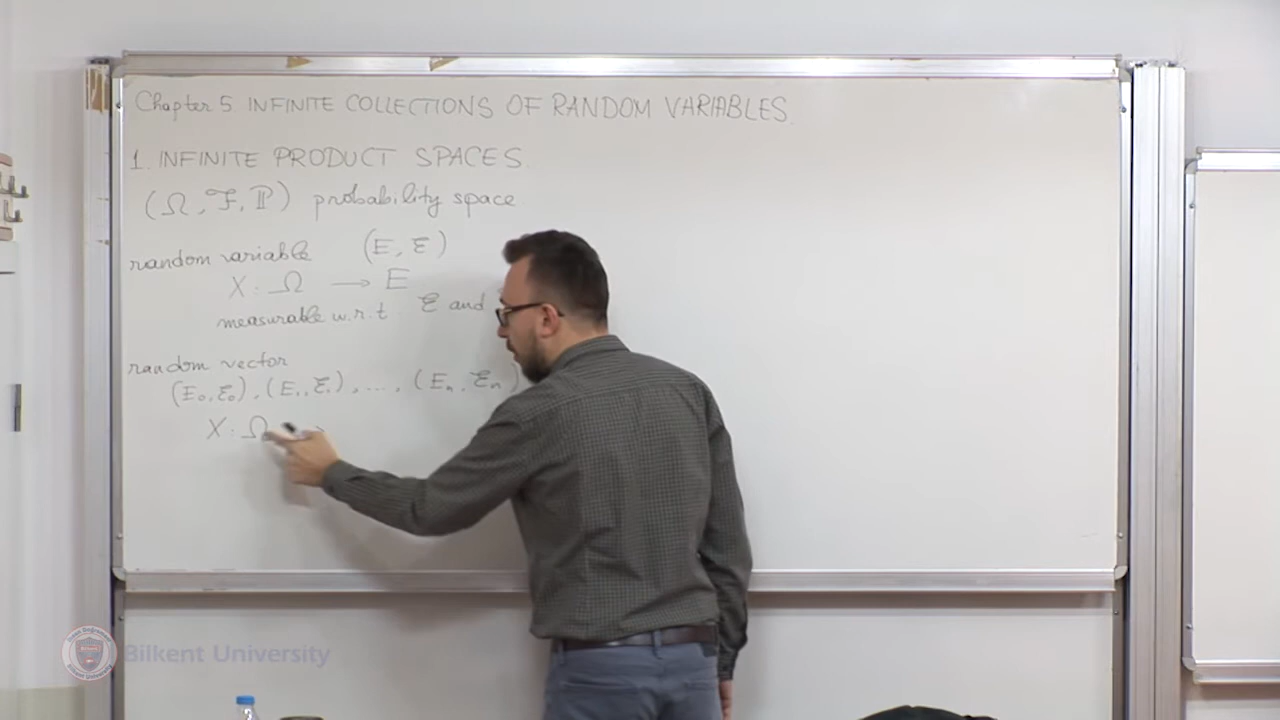 Chapter 5 INFINITE COLLECTIONS OF RANDOM VARIABLES
1. INFINITE PRODUCT SPACES.
(Ω, ℱ, ℙ) probability space
random variable (E, ℰ)
X : Ω → E
measurable w.r.t ℰ and
random vector
(E₀, ℰ₀), (E₁, ℰ₁), ..., (Eₙ, ℰₙ)
X : Ω
Bilkent University